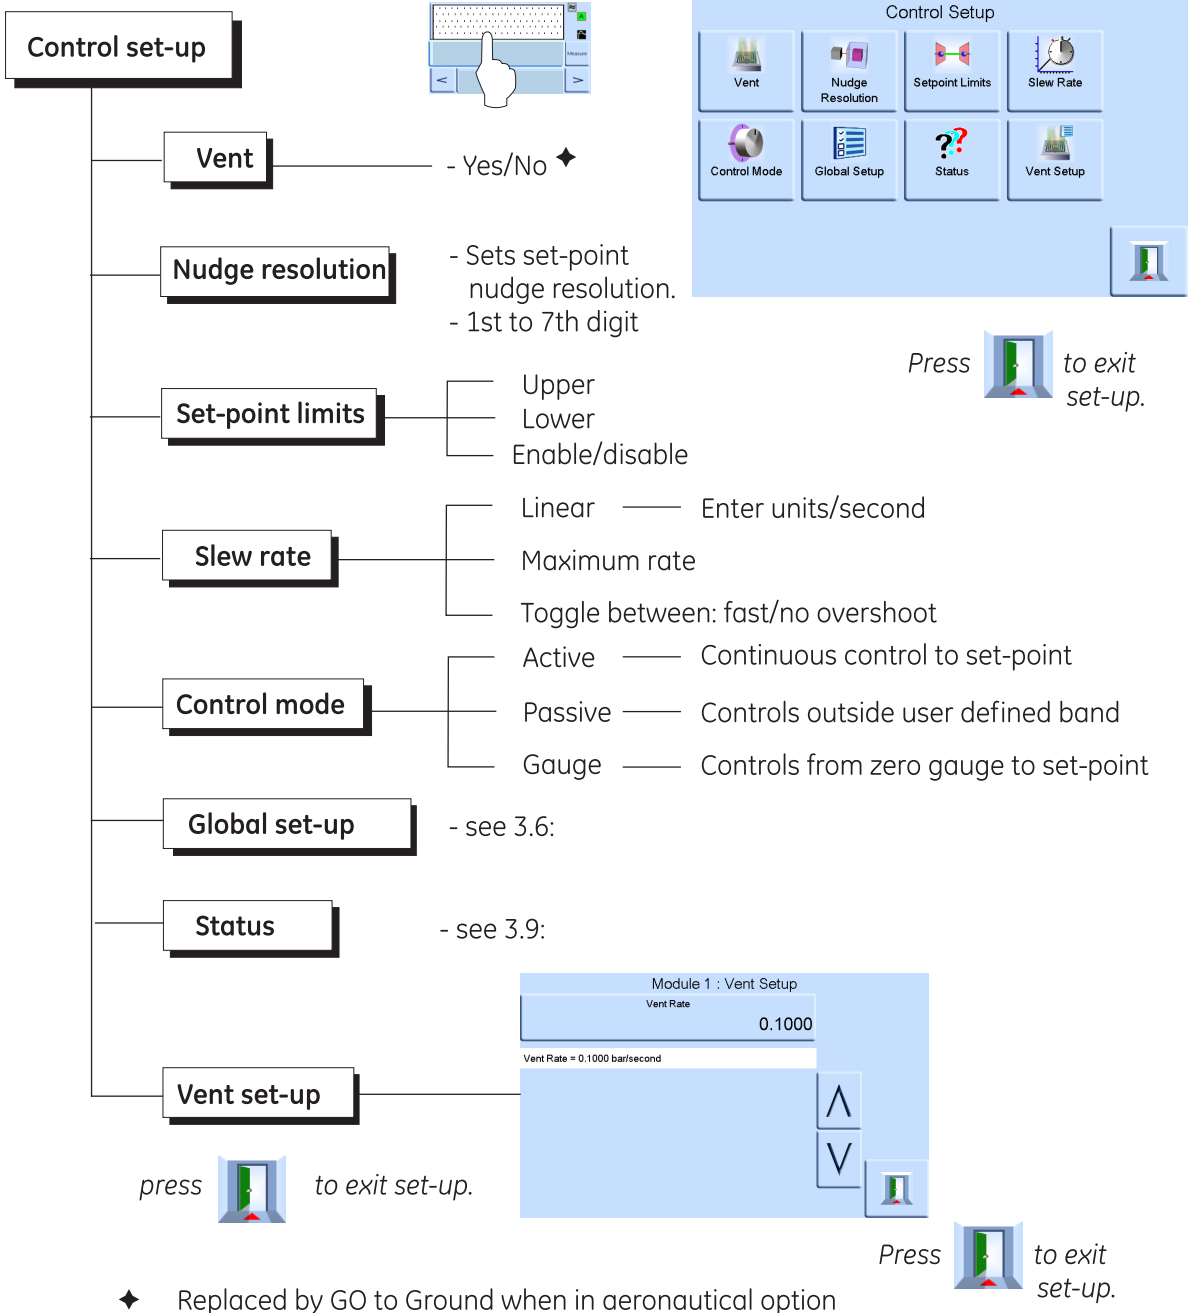 Control set-up
Measure
<
>
Control Setup
Vent
Nudge
Resolution
Setpoint Limits
Slew Rate
Control Mode
Global Setup
???
Status
Vent Setup
Press to exit
set-up.
Vent
- Yes/No ✦
Nudge resolution
- Sets set-point
nudge resolution.
- 1st to 7th digit
Set-point limits
Upper
Lower
Enable/disable
Slew rate
Linear
Enter units/second
Maximum rate
Toggle between: fast/no overshoot
Control mode
Active
Continuous control to set-point
Passive
Controls outside user defined band
Gauge
Controls from zero gauge to set-point
Global set-up
- see 3.6:
Status
- see 3.9:
Vent set-up
Module 1 : Vent Setup
Vent Rate
0.1000
Vent Rate = 0.1000 bar/second
press to exit set-up.
Press to exit
set-up.
✦ Replaced by GO to Ground when in aeronautical option